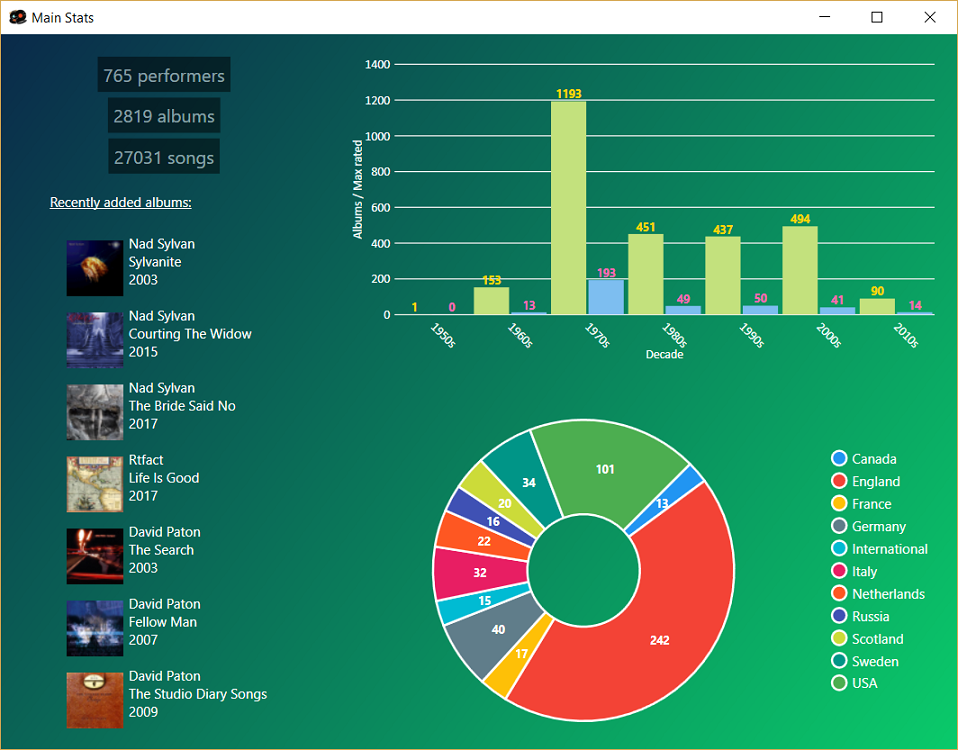 Main Stats
765 performers
2819 albums
27031 songs
Recently added albums:
Nad Sylvan
Sylvanite
2003
Nad Sylvan
Courting The Widow
2015
Nad Sylvan
The Bride Said No
2017
Rtfact
Life Is Good
2017
David Paton
The Search
2003
David Paton
Fellow Man
2007
David Paton
The Studio Diary Songs
2009
Albums / Max rated
1400
1200
1000
800
600
400
200
0
1 0
153 13
1193 193
451 49
437 50
494 41
90 14
1950s 1960s 1970s 1980s 1990s 2000s 2010s
Decade
101
13
242
17
40
15
32
22
16
20
34
Canada
England
France
Germany
International
Italy
Netherlands
Russia
Scotland
Sweden
USA